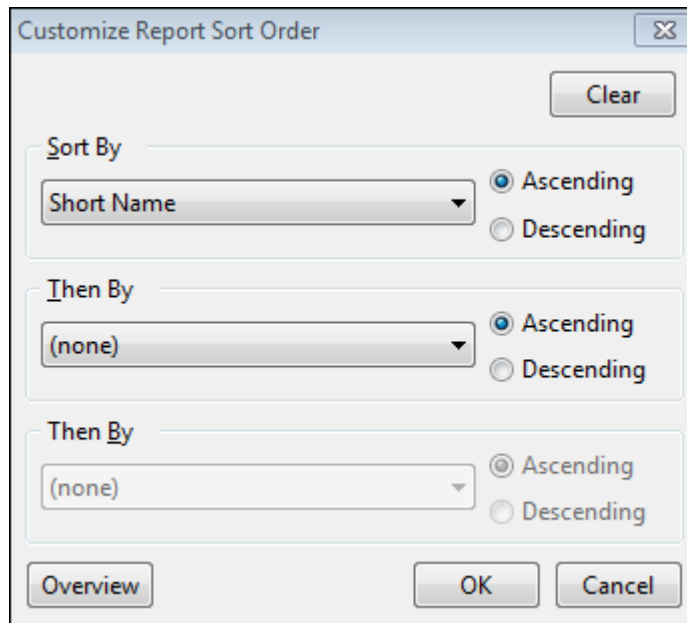 Customize Report Sort Order
Clear
Sort By
Short Name
Ascending
Descending
Then By
(none)
Ascending
Descending
Then By
(none)
Ascending
Descending
Overview
OK
Cancel